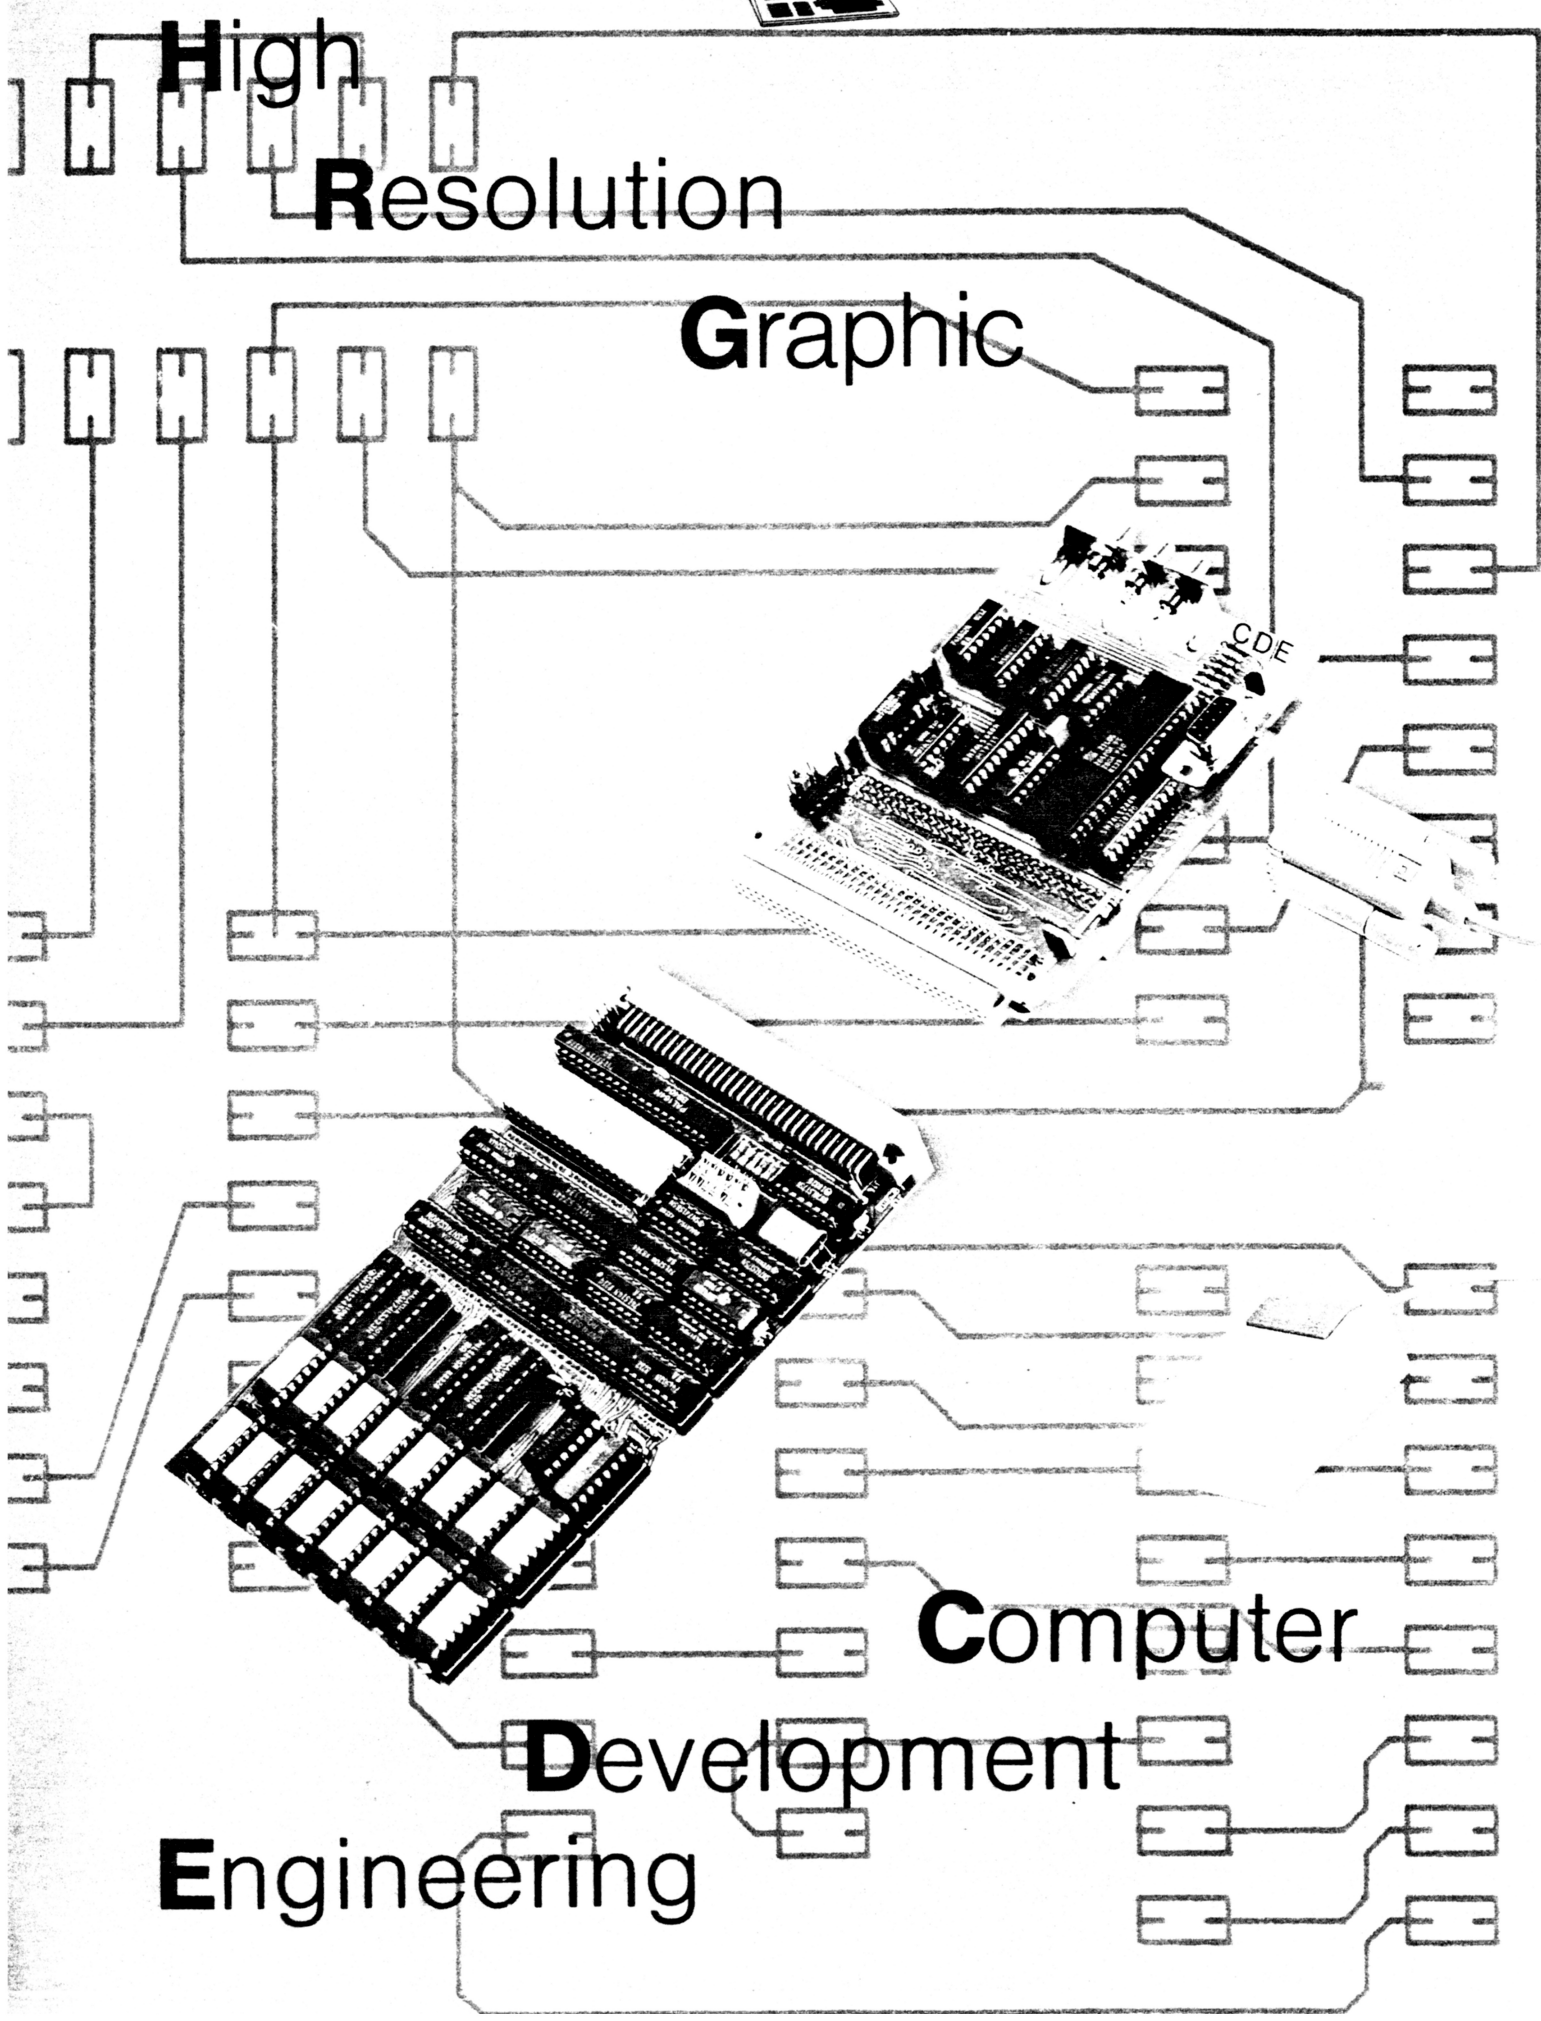 High
Resolution
Graphic
CDE
Computer
Development
Engineering